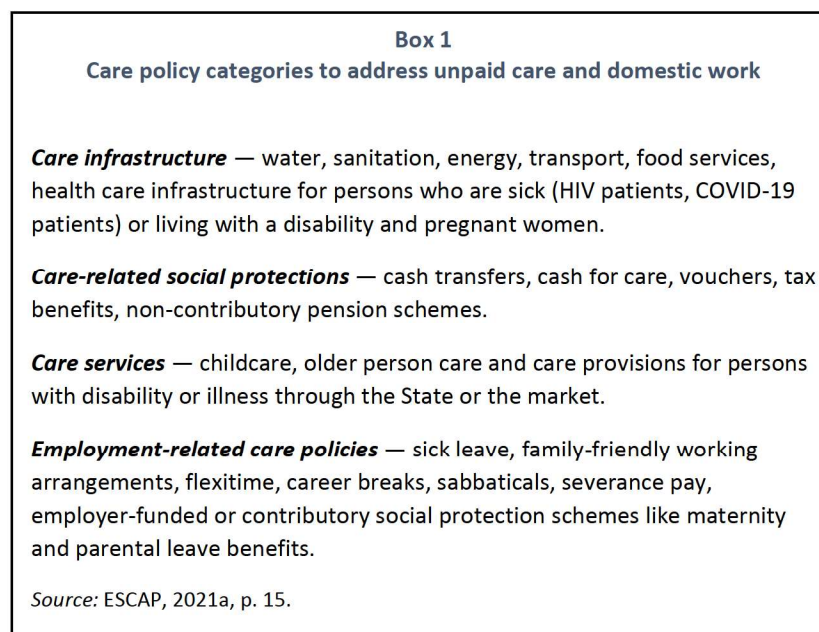 Box 1
Care policy categories to address unpaid care and domestic work
Care infrastructure — water, sanitation, energy, transport, food services,
health care infrastructure for persons who are sick (HIV patients, COVID-19
patients) or living with a disability and pregnant women.
Care-related social protections — cash transfers, cash for care, vouchers, tax
benefits, non-contributory pension schemes.
Care services — childcare, older person care and care provisions for persons
with disability or illness through the State or the market.
Employment-related care policies — sick leave, family-friendly working
arrangements, flexitime, career breaks, sabbaticals, severance pay,
employer-funded or contributory social protection schemes like maternity
and parental leave benefits.
Source: ESCAP, 2021a, p. 15.